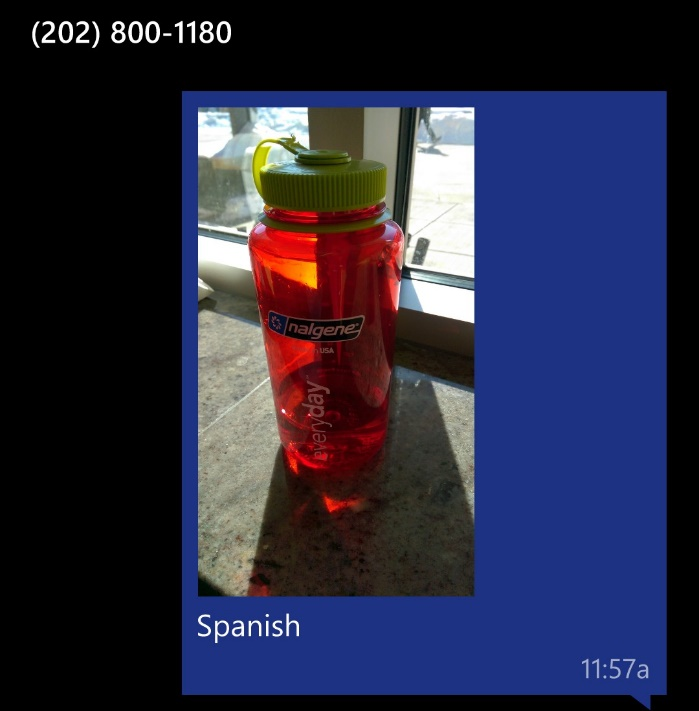 (202) 800-1180
nalgene
USA
everyday
Spanish
11:57a